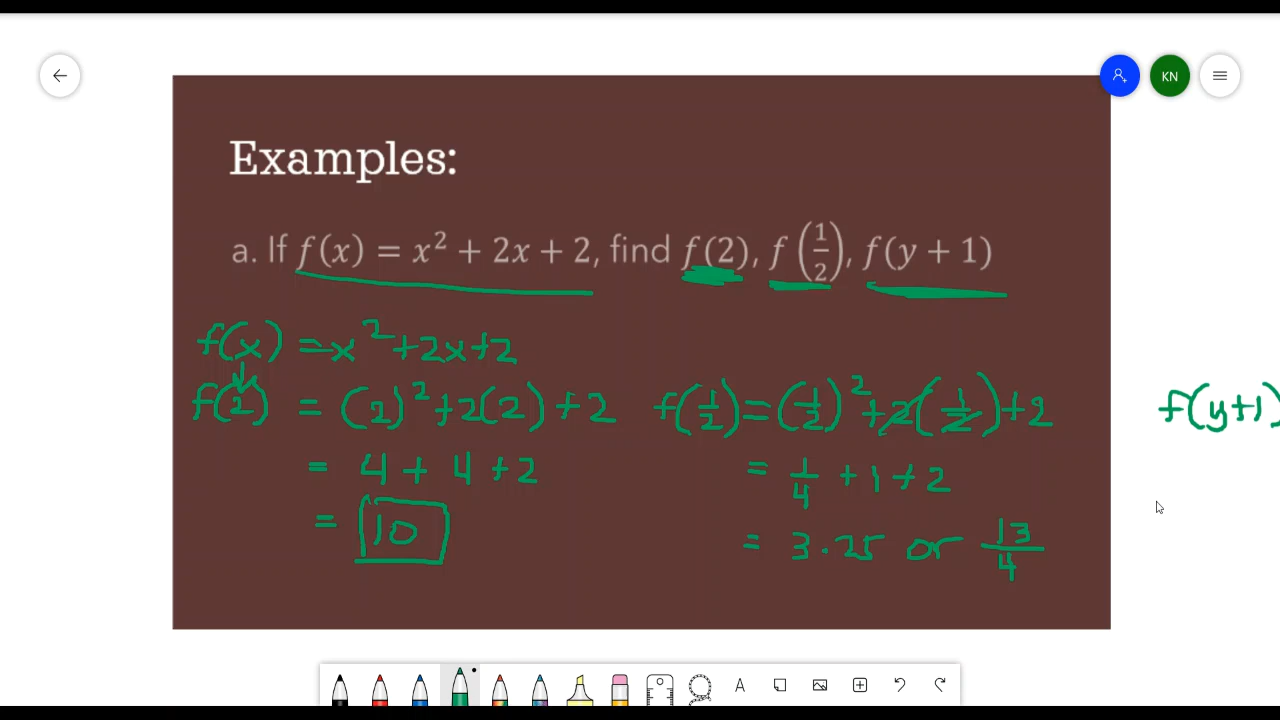 KN
Examples:
a. If f(x) = x² + 2x + 2, find f(2), f(1/2), f(y + 1)
f(x) = x² + 2x + 2
f(2) = (2)² + 2(2) + 2
= 4 + 4 + 2
= 10
f(1/2) = (1/2)² + 2(1/2) + 2
= 1/4 + 1 + 2
= 3.25 or 13/4
f(y+1)
A